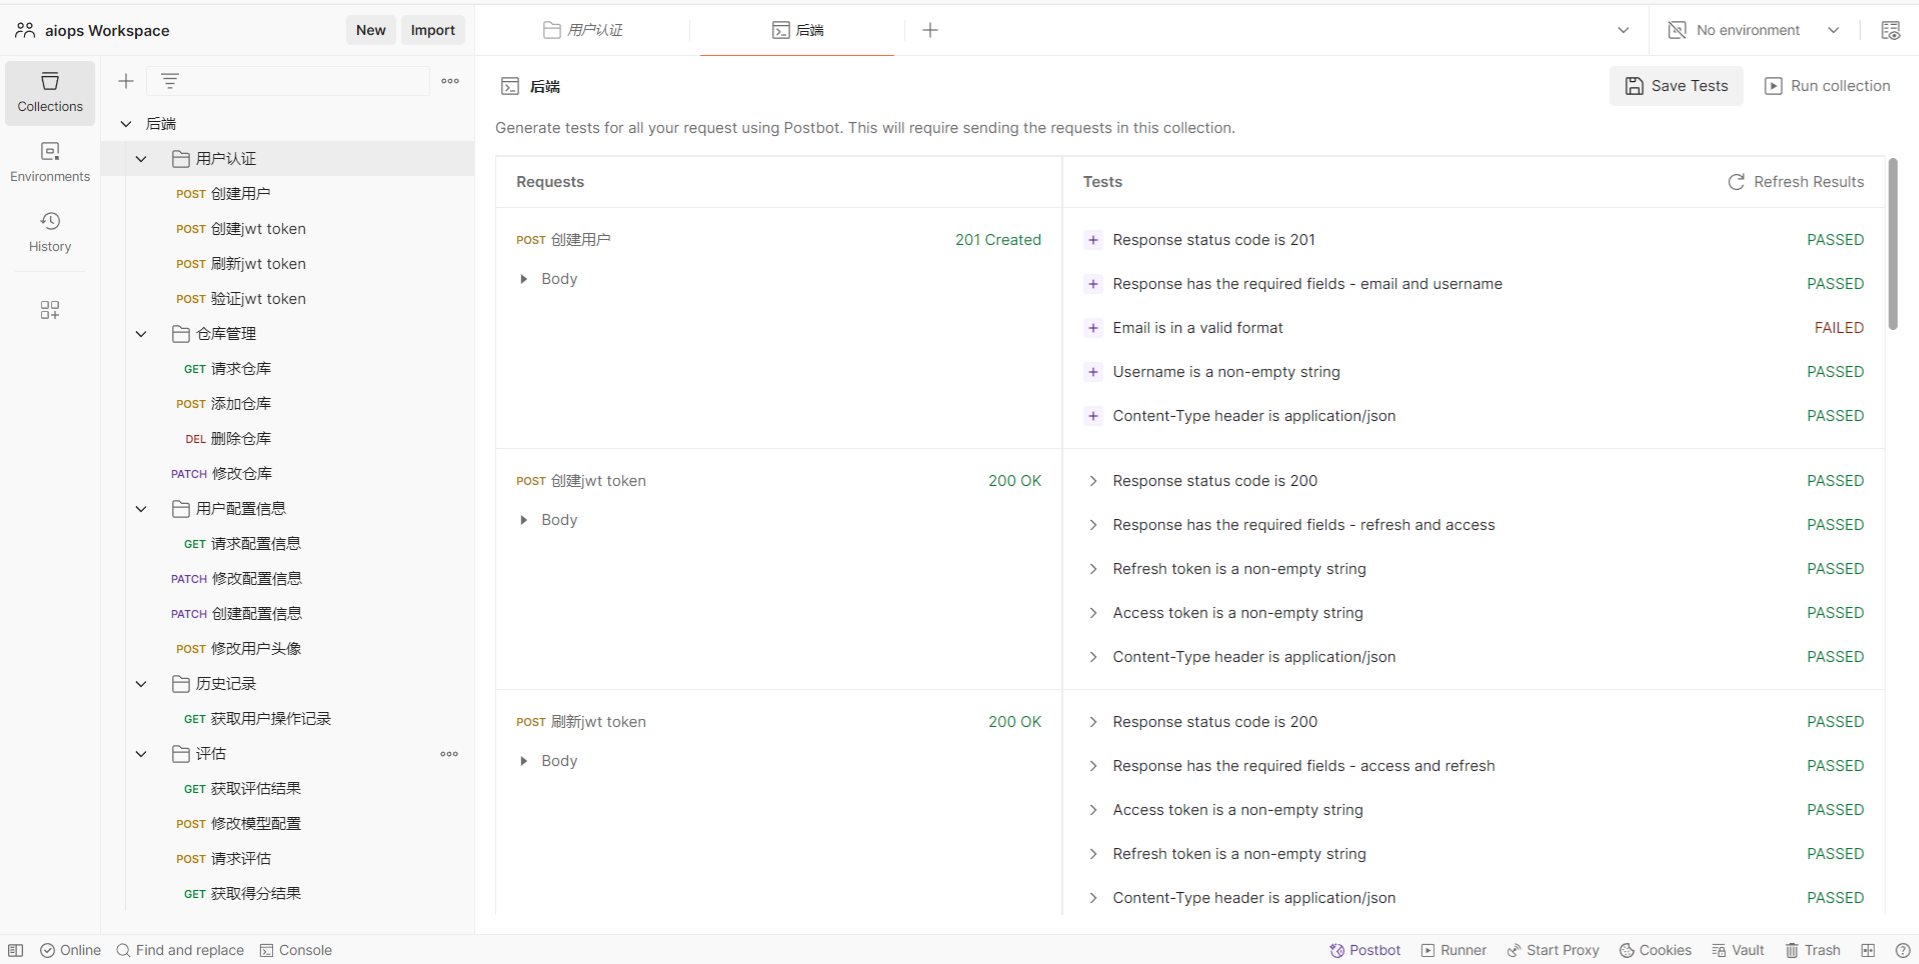 aiops Workspace
New
Import
用户认证
后端
No environment
Collections
Environments
History
后端
用户认证
POST 创建用户
POST 创建jwt token
POST 刷新jwt token
POST 验证jwt token
仓库管理
GET 请求仓库
POST 添加仓库
DEL 删除仓库
PATCH 修改仓库
用户配置信息
GET 请求配置信息
PATCH 修改配置信息
PATCH 创建配置信息
POST 修改用户头像
历史记录
GET 获取用户操作记录
评估
GET 获取评估结果
POST 修改模型配置
POST 请求评估
GET 获取得分结果
后端
Save Tests
Run collection
Generate tests for all your request using Postbot. This will require sending the requests in this collection.
Requests
Tests
Refresh Results
POST 创建用户
201 Created
Body
Response status code is 201 PASSED
Response has the required fields - email and username PASSED
Email is in a valid format FAILED
Username is a non-empty string PASSED
Content-Type header is application/json PASSED
POST 创建jwt token
200 OK
Body
Response status code is 200 PASSED
Response has the required fields - refresh and access PASSED
Refresh token is a non-empty string PASSED
Access token is a non-empty string PASSED
Content-Type header is application/json PASSED
POST 刷新jwt token
200 OK
Body
Response status code is 200 PASSED
Response has the required fields - access and refresh PASSED
Access token is a non-empty string PASSED
Refresh token is a non-empty string PASSED
Content-Type header is application/json PASSED
Online
Find and replace
Console
Postbot
Runner
Start Proxy
Cookies
Vault
Trash